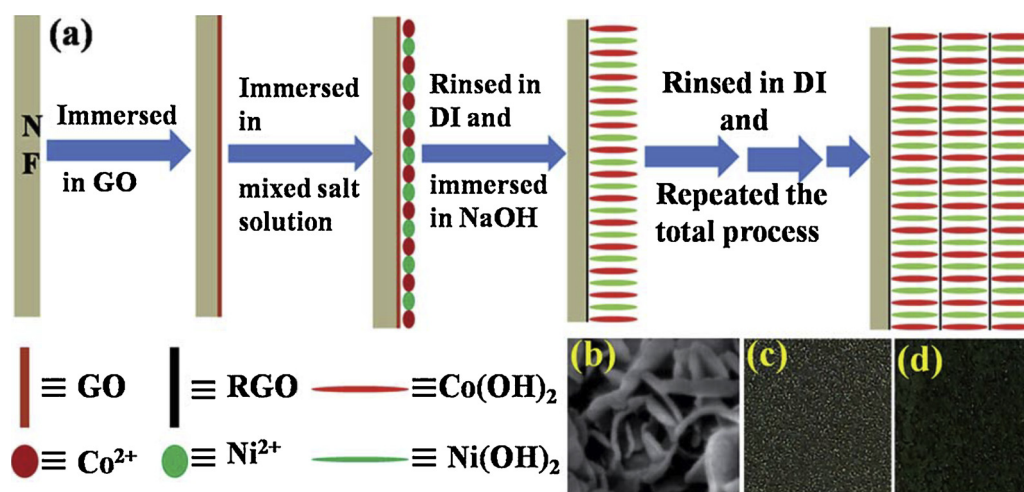 (a)
N
F
Immersed
in GO
Immersed
in
mixed salt
solution
Rinsed in
DI and
immersed
in NaOH
Rinsed in DI
and
Repeated the
total process
≡ GO
≡ RGO
≡Co(OH)₂
≡ Co²⁺
≡ Ni²⁺
≡ Ni(OH)₂
(b)
(c)
(d)